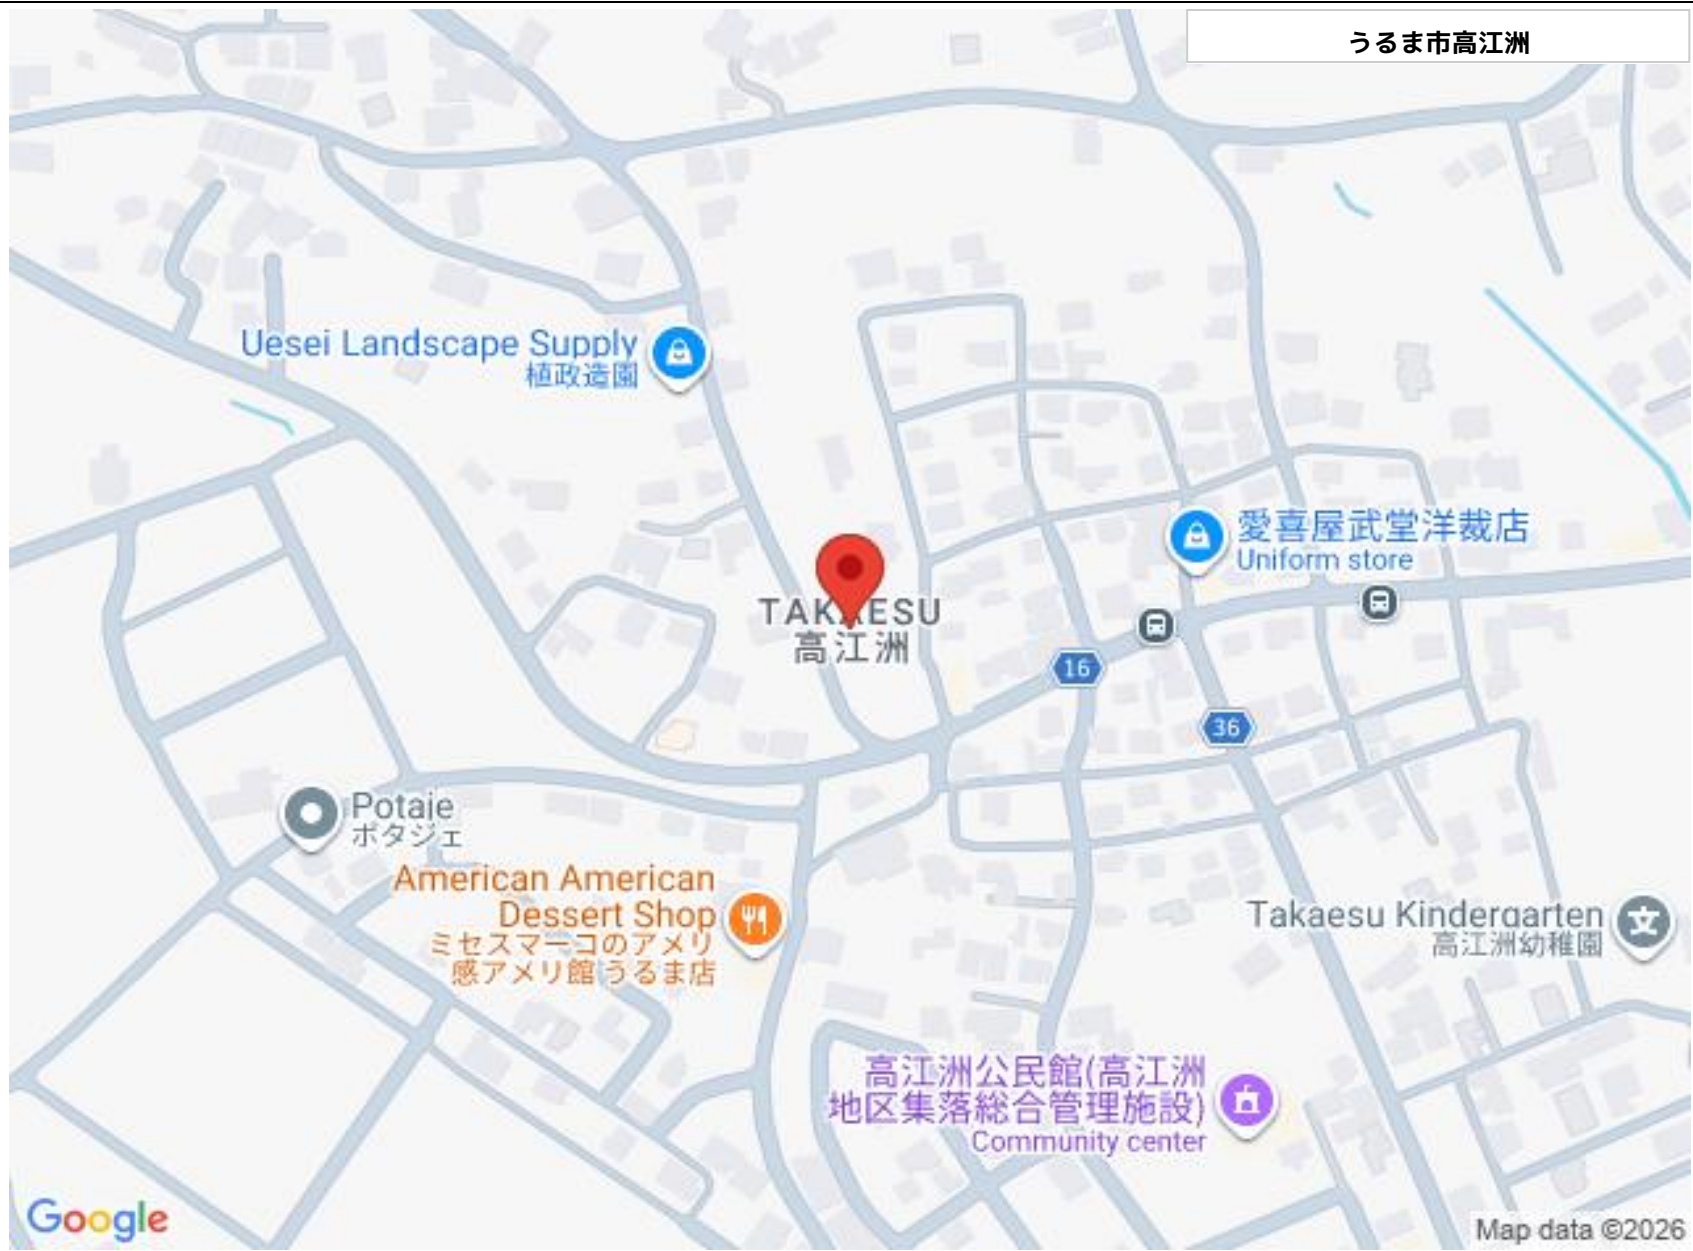 うるま市高江洲
Uesei Landscape Supply
植政造園
愛喜屋武堂洋裁店
Uniform store
TAKAESU
高江洲
16
36
Potaje
ポタジェ
American American
Dessert Shop
ミセスマーコのアメリ
感アメリ館 うるま店
Takaesu Kindergarten
高江洲幼稚園
文
高江洲公民館(高江洲
地区集落総合管理施設)
Community center
Google
Map data ©2026